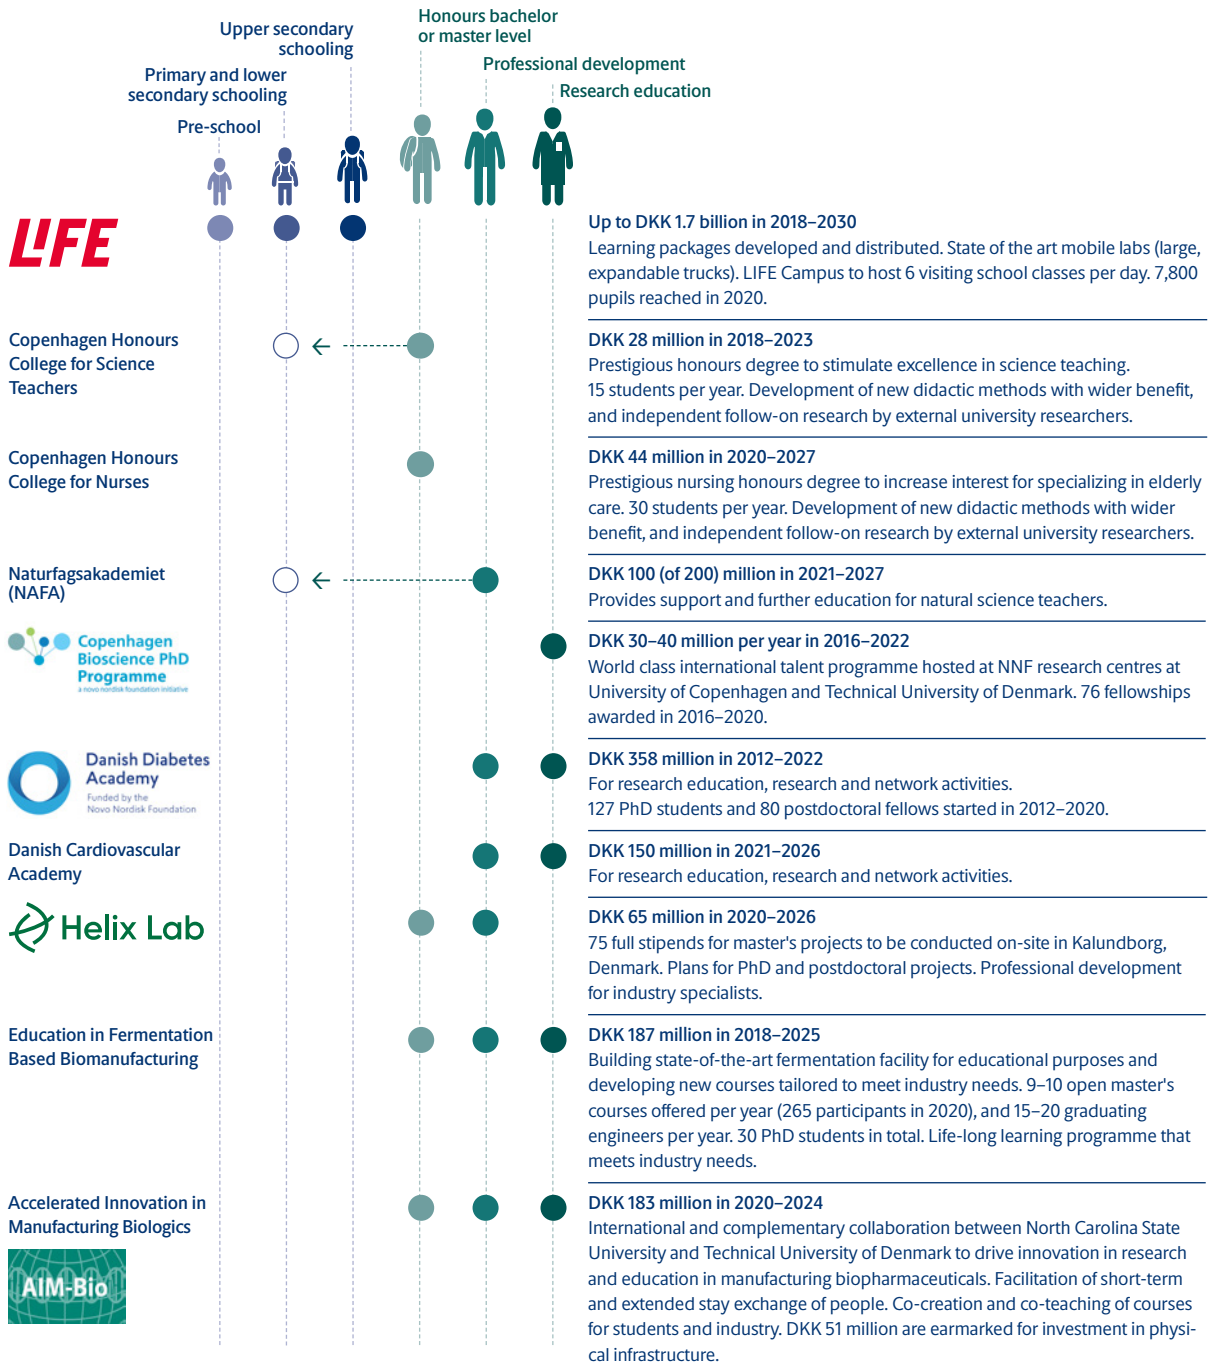 Honours bachelor
or master level
Upper secondary
schooling
Professional development
Primary and lower
secondary schooling
Research education
Pre-school
LIFE
Up to DKK 1.7 billion in 2018–2030
Learning packages developed and distributed. State of the art mobile labs (large,
expandable trucks). LIFE Campus to host 6 visiting school classes per day. 7,800
pupils reached in 2020.
Copenhagen Honours
College for Science
Teachers
DKK 28 million in 2018–2023
Prestigious honours degree to stimulate excellence in science teaching.
15 students per year. Development of new didactic methods with wider benefit,
and independent follow-on research by external university researchers.
Copenhagen Honours
College for Nurses
DKK 44 million in 2020–2027
Prestigious nursing honours degree to increase interest for specializing in elderly
care. 30 students per year. Development of new didactic methods with wider
benefit, and independent follow-on research by external university researchers.
Naturfagsakademiet
(NAFA)
DKK 100 (of 200) million in 2021–2027
Provides support and further education for natural science teachers.
Copenhagen
Bioscience PhD
Programme
a novo nordisk foundation initiative
DKK 30–40 million per year in 2016–2022
World class international talent programme hosted at NNF research centres at
University of Copenhagen and Technical University of Denmark. 76 fellowships
awarded in 2016–2020.
Danish Diabetes
Academy
Funded by the
Novo Nordisk Foundation
DKK 358 million in 2012–2022
For research education, research and network activities.
127 PhD students and 80 postdoctoral fellows started in 2012–2020.
Danish Cardiovascular
Academy
DKK 150 million in 2021–2026
For research education, research and network activities.
Helix Lab
DKK 65 million in 2020–2026
75 full stipends for master's projects to be conducted on-site in Kalundborg,
Denmark. Plans for PhD and postdoctoral projects. Professional development
for industry specialists.
Education in Fermentation
Based Biomanufacturing
DKK 187 million in 2018–2025
Building state-of-the-art fermentation facility for educational purposes and
developing new courses tailored to meet industry needs. 9–10 open master's
courses offered per year (265 participants in 2020), and 15–20 graduating
engineers per year. 30 PhD students in total. Life-long learning programme that
meets industry needs.
Accelerated Innovation in
Manufacturing Biologics
AIM-Bio
DKK 183 million in 2020–2024
International and complementary collaboration between North Carolina State
University and Technical University of Denmark to drive innovation in research
and education in manufacturing biopharmaceuticals. Facilitation of short-term
and extended stay exchange of people. Co-creation and co-teaching of courses
for students and industry. DKK 51 million are earmarked for investment in physi-
cal infrastructure.